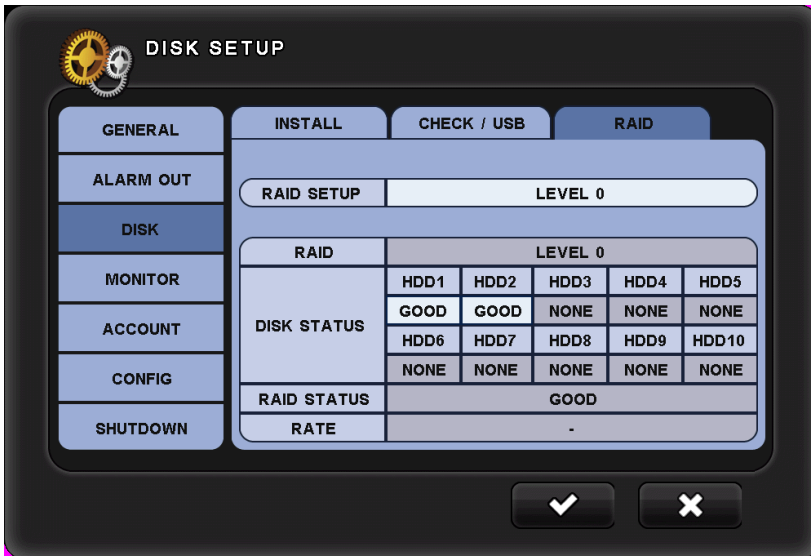 DISK SETUP
INSTALL CHECK / USB RAID
GENERAL
ALARM OUT
DISK
MONITOR
ACCOUNT
CONFIG
SHUTDOWN
RAID SETUP LEVEL 0
RAID LEVEL 0
DISK STATUS
HDD1 HDD2 HDD3 HDD4 HDD5
GOOD GOOD NONE NONE NONE
HDD6 HDD7 HDD8 HDD9 HDD10
NONE NONE NONE NONE NONE
RAID STATUS GOOD
RATE -